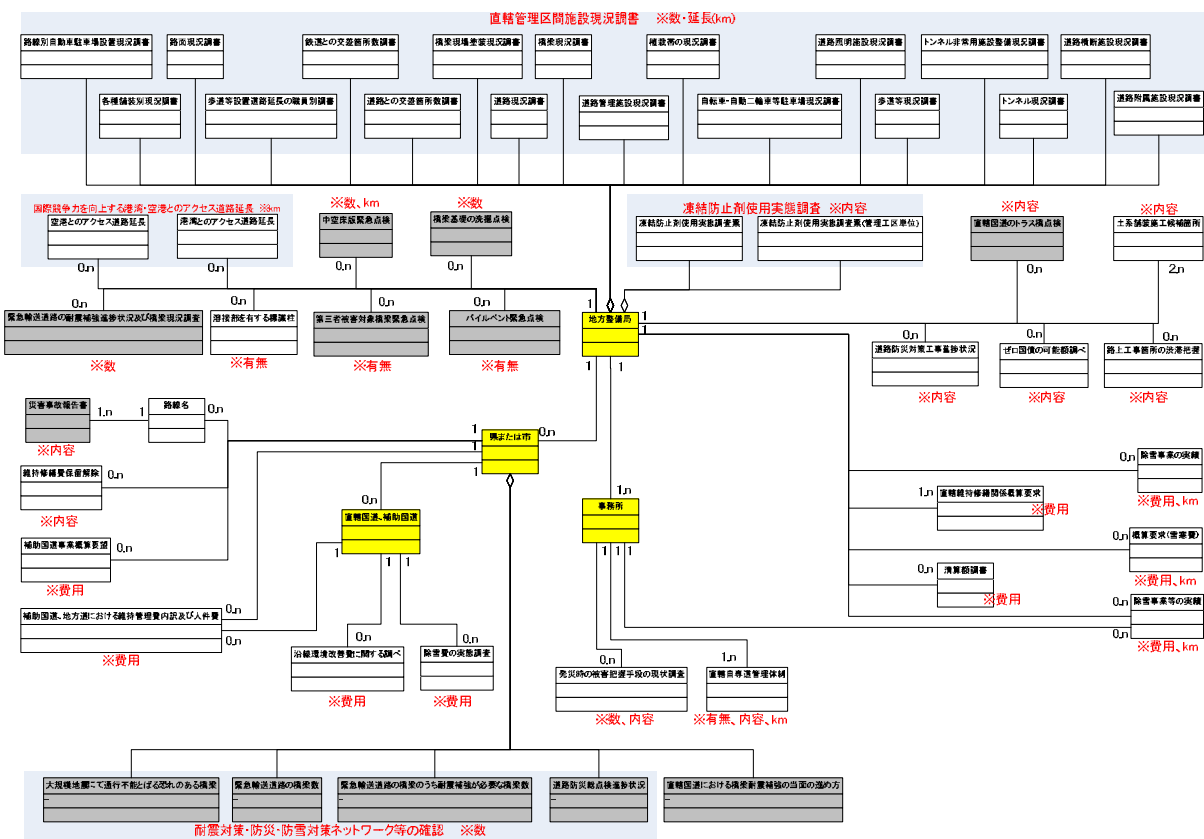 直轄管理区間施設現況調書　※数・延長(km)
路線別自動車駐車場設置現況調書
路面現況調書
鉄道との交差箇所数調書
橋梁現場塗装現況調書
橋梁現況調書
植栽帯の現況調書
道路照明施設現況調書
トンネル非常用施設整備現況調書
道路横断施設現況調書
各種舗装別現況調書
歩道等設置道路延長の職員別調書
道路との交差箇所数調書
道路現況調書
道路管理施設現況調書
自転車・自動二輪車等駐車場現況調書
歩道等現況調書
トンネル現況調書
道路附属施設現況調書
国際競争力を向上する港湾・空港とのアクセス道路延長　※km
空港とのアクセス道路延長
港湾とのアクセス道路延長
※数、km
中空床版緊急点検
※数
橋梁基礎の洗掘点検
凍結防止剤使用実態調査　※内容
凍結防止剤使用実態調査票
凍結防止剤使用実態調査票(管理工区単位)
※内容
直轄国道のトラス橋点検
※内容
土系舗装施工候補箇所
0..n
0..n
0..n
0..n
0..n
2..n
0..n
0..n
0..n
0..n
1
緊急輸送道路の耐震補強進捗状況及び橋梁現況調査
溶接部を有する標識柱
第三者被害対象橋梁緊急点検
パイルベント緊急点検
地方整備局
1
1
※数
※有無
※有無
※有無
0..n
0..n
0..n
道路防災対策工事進捗状況
ゼロ国債の可能額調べ
路上工事箇所の渋滞把握
※内容
※内容
※内容
1
1
災害事故報告書
1..n
1
路線名
0..n
※内容
1
1
1
県または市
0..n
維持修繕費保留解除
0..n
※内容
0..n
直轄国道、補助国道
1
1
1
補助国道事業概算要望
0..n
※費用
1..n
事務所
1
1
1
0..n
除雪事業の実績
※費用、km
1..n
直轄維持修繕関係概算要求
※費用
0..n
概算要求(雪寒費)
※費用、km
0..n
清算額調書
※費用
0..n
除雪事業等の実績
0..n
※費用、km
補助国道、地方道における維持管理費内訳及び人件費
0..n
0..n
※費用
0..n
沿線環境改善費に関する調べ
※費用
0..n
除雪費の実態調査
※費用
0..n
発災時の被害把握手段の現状調査
※数、内容
1..n
直轄自専道管理体制
※有無、内容、km
大規模地震にて通行不能とばる恐れのある橋梁
緊急輸送道路の橋梁数
緊急輸送道路の橋梁のうち耐震補強が必要な橋梁数
道路防災総点検進捗状況
直轄国道における橋梁耐震補強の当面の進め方
耐震対策・防災・防雪対策ネットワーク等の確認　※数